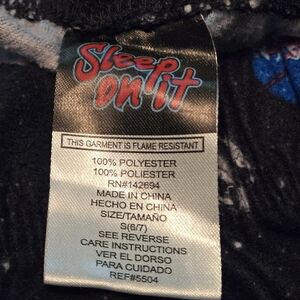 Sleep
on it
THIS GARMENT IS FLAME RESISTANT
100% POLYESTER
100% POLIESTER
RN#142694
MADE IN CHINA
HECHO EN CHINA
SIZE/TAMAÑO
S(6/7)
SEE REVERSE
CARE INSTRUCTIONS
VER EL DORSO
PARA CUIDADO
REF#5504